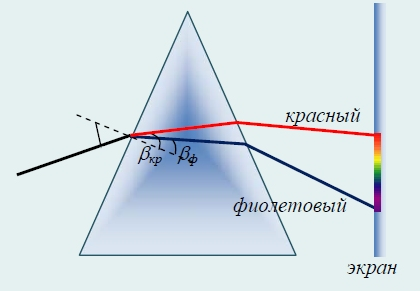 красный
βкр βф
фиолетовый
экран